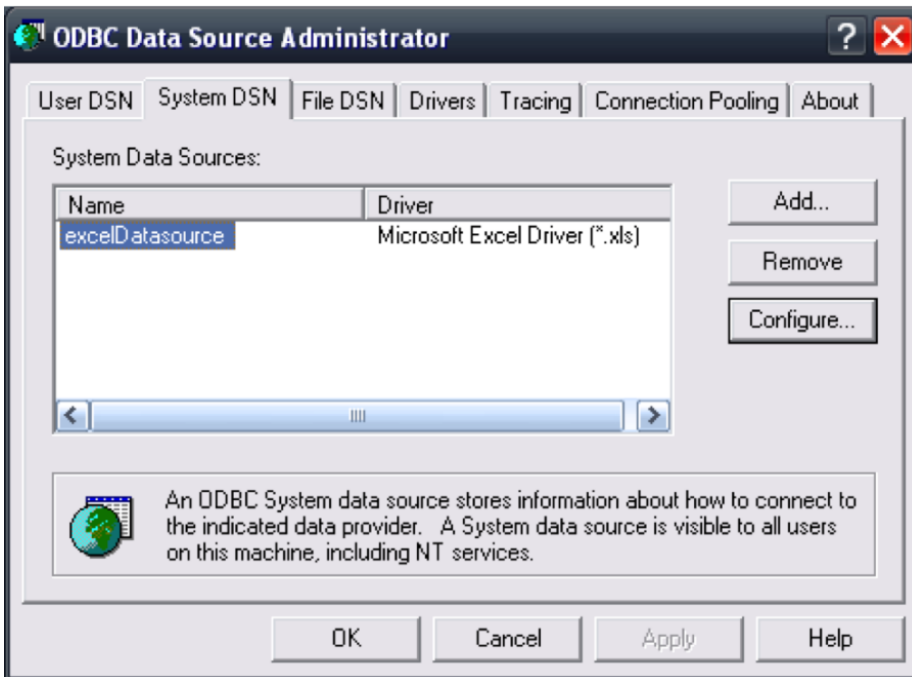 ODBC Data Source Administrator
User DSN System DSN File DSN Drivers Tracing Connection Pooling About
System Data Sources:
Name Driver
excelDatasource Microsoft Excel Driver (*.xls)
Add...
Remove
Configure...
An ODBC System data source stores information about how to connect to
the indicated data provider. A System data source is visible to all users
on this machine, including NT services.
OK Cancel Apply Help